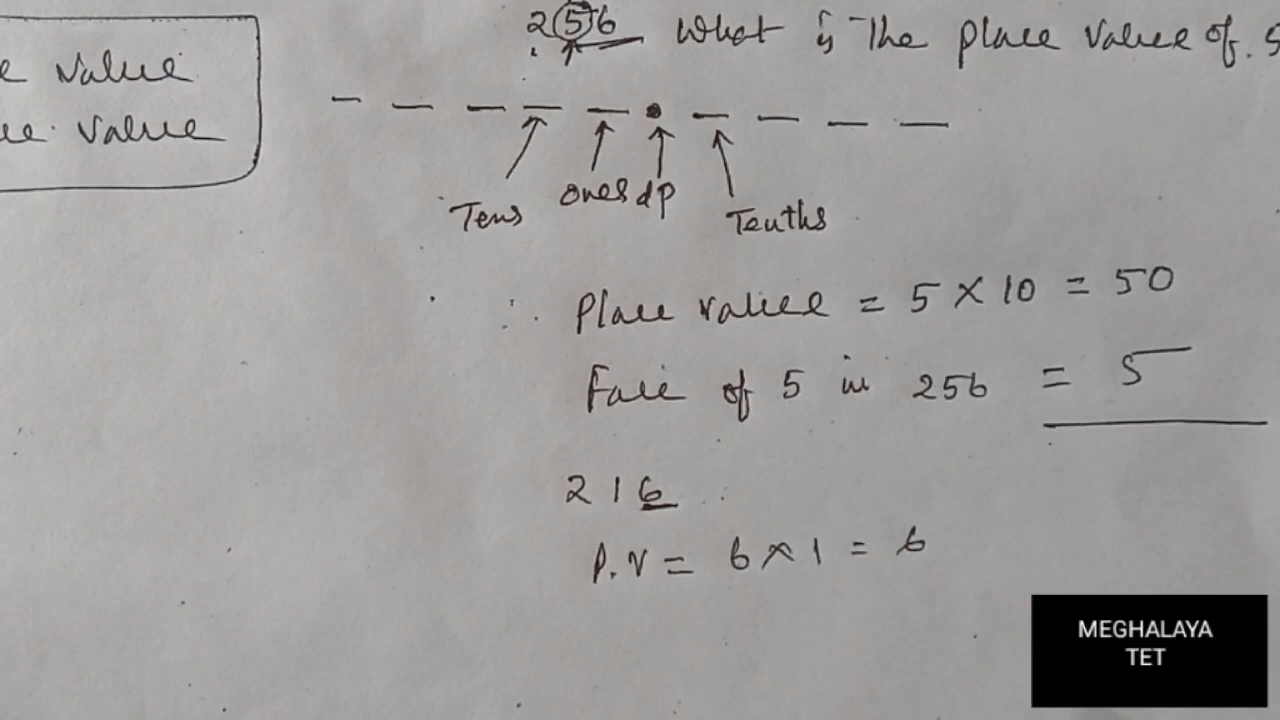 256 What is The place value of 5
e value
ue value
Tens ones dp Tenths
∴ Place value = 5 × 10 = 50
Face of 5 in 256 = 5
216
P.V = 6 × 1 = 6
MEGHALAYA
TET